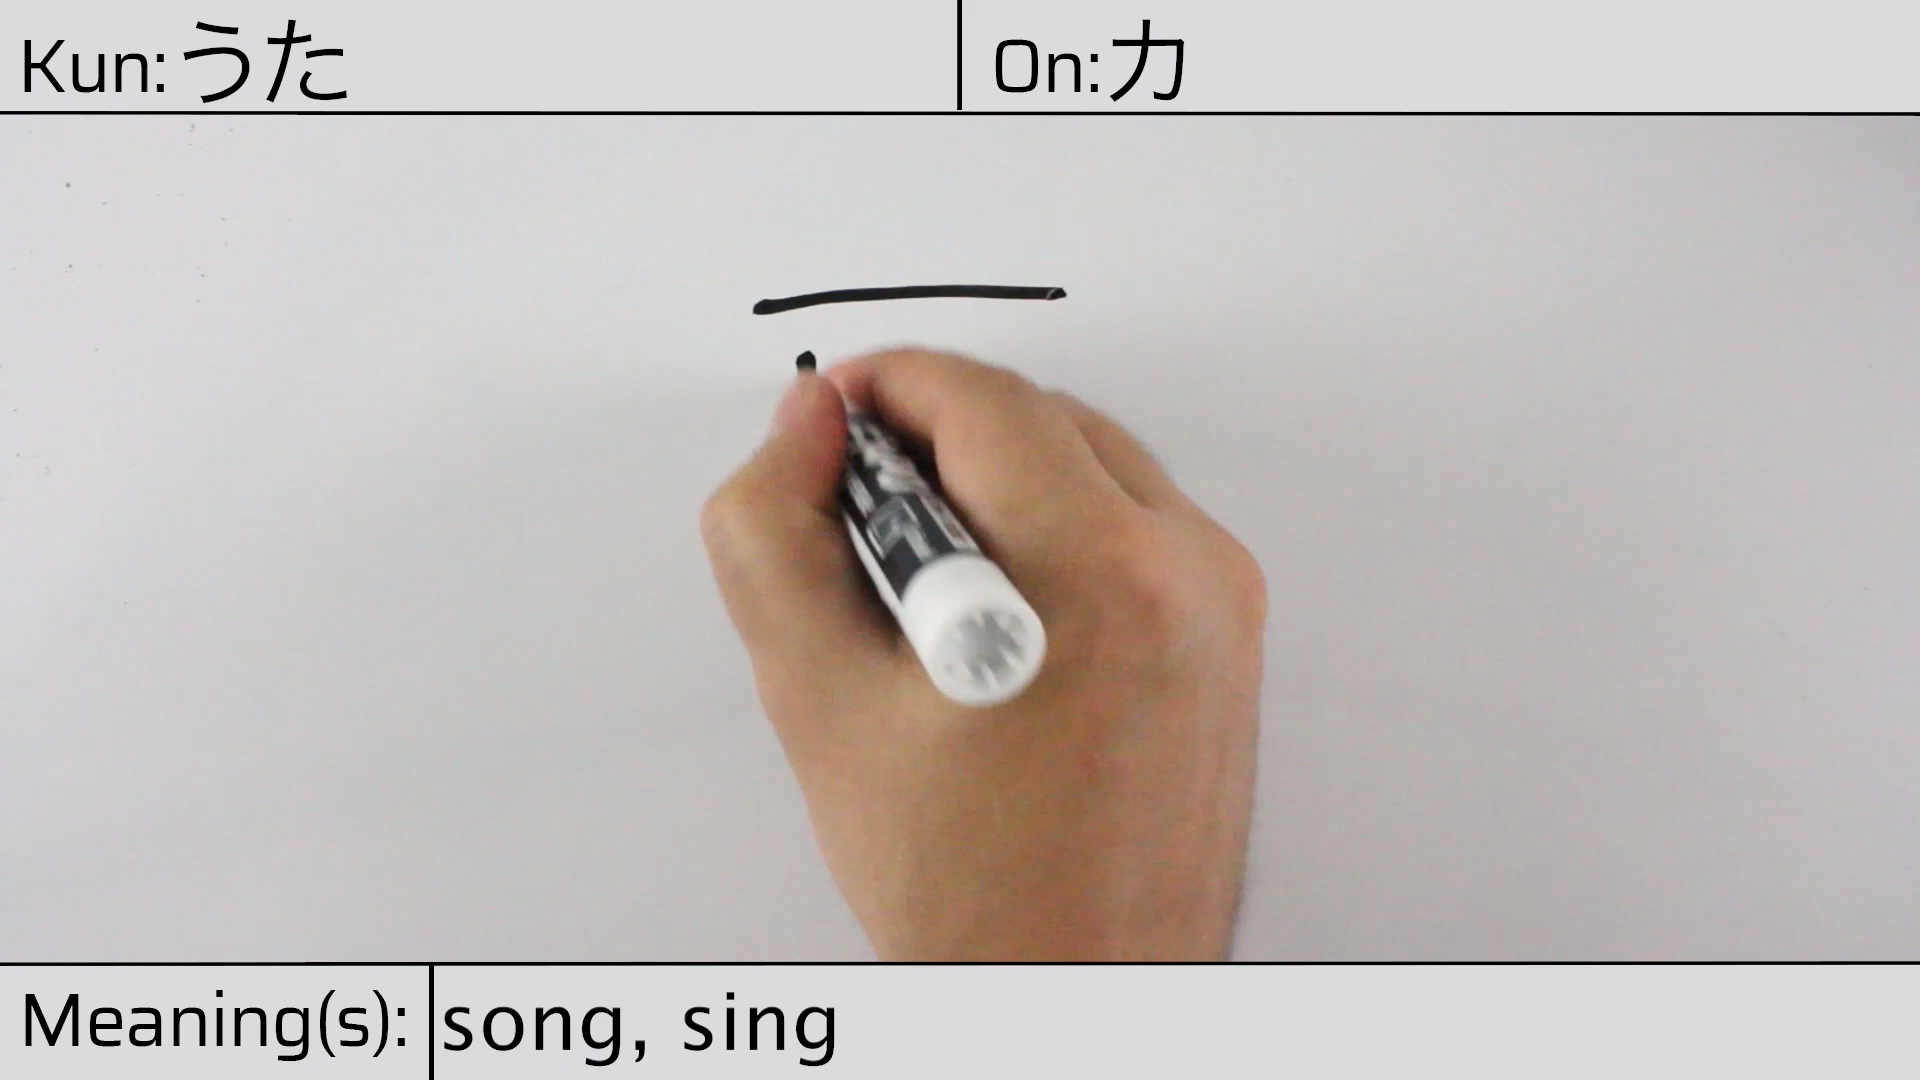 Kun:うた
On:カ
Meaning(s): song, sing